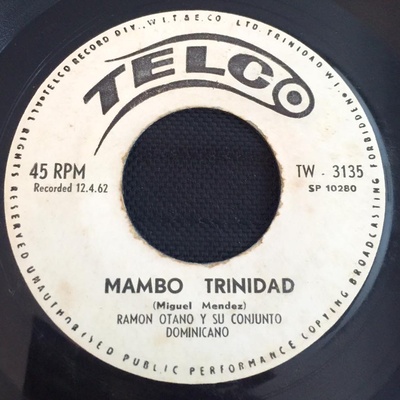 TELCO RECORD DIV., W.I.T. & E. CO. LTD. TRINIDAD W.I.
TELCO
45 RPM
Recorded 12.4.62
TW - 3135
SP 10280
MAMBO TRINIDAD
(Miguel Mendez)
RAMON OTANO Y SU CONJUNTO
DOMINICANO
ALL RIGHTS RESERVED UNAUTHORISED PUBLIC PERFORMANCE COPYING BROADCASTING FORBIDDEN